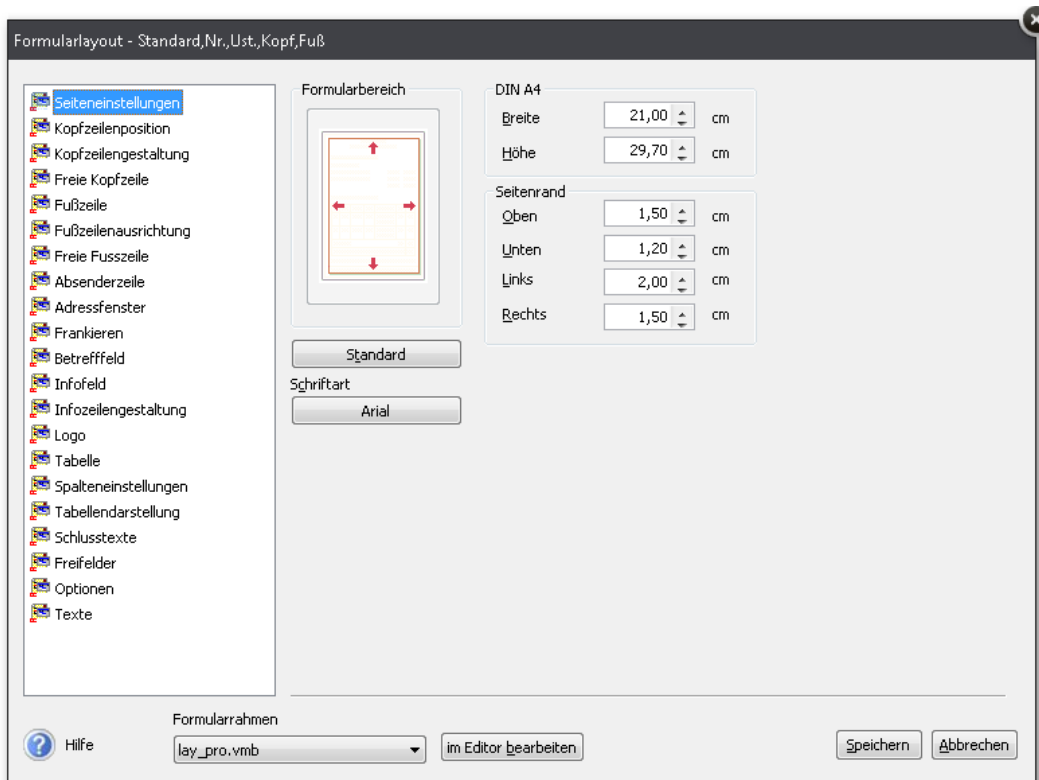 Formularlayout - Standard,Nr.,Ust.,Kopf,Fuß
Seiteneinstellungen
Kopfzeilenposition
Kopfzeilengestaltung
Freie Kopfzeile
Fußzeile
Fußzeilenausrichtung
Freie Fusszeile
Absenderzeile
Adressfenster
Frankieren
Betrefffeld
Infofeld
Infozeilengestaltung
Logo
Tabelle
Spalteneinstellungen
Tabellendarstellung
Schlusstexte
Freifelder
Optionen
Texte
Formularbereich
Standard
Schriftart
Arial
DIN A4
Breite 21,00 cm
Höhe 29,70 cm
Seitenrand
Oben 1,50 cm
Unten 1,20 cm
Links 2,00 cm
Rechts 1,50 cm
Hilfe
Formularrahmen
lay_pro.vmb
im Editor bearbeiten
Speichern
Abbrechen